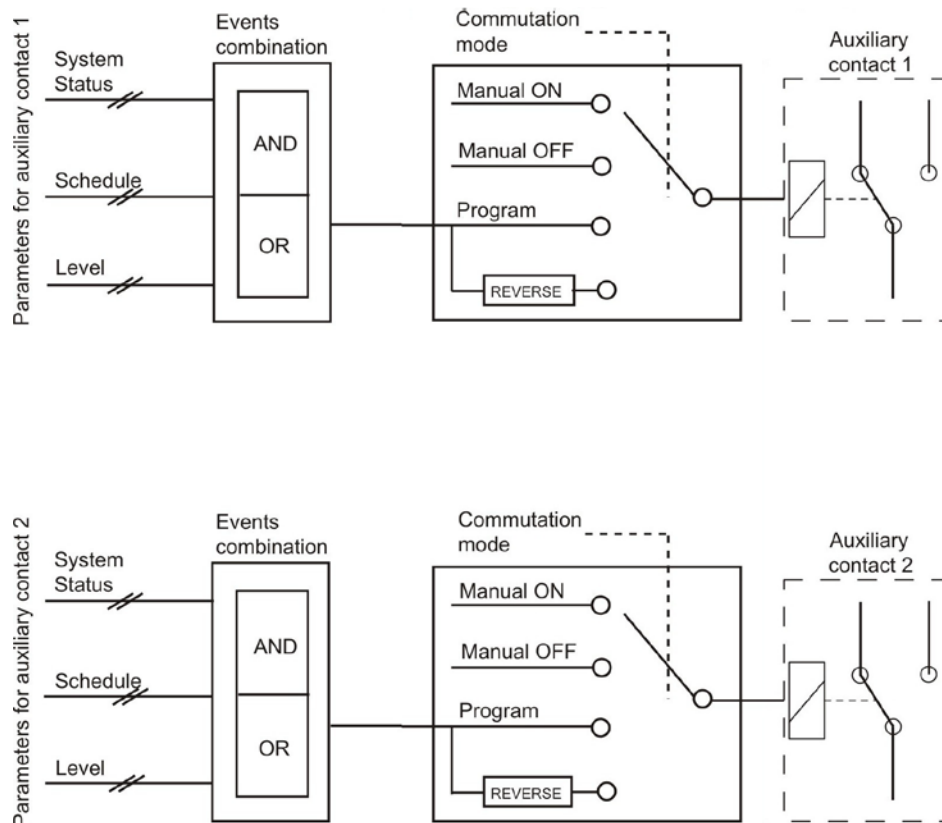 Parameters for auxiliary contact 1
System
Status
Schedule
Level
Events
combination
AND
OR
Commutation
mode
Manual ON
Manual OFF
Program
REVERSE
Auxiliary
contact 1
Parameters for auxiliary contact 2
System
Status
Schedule
Level
Events
combination
AND
OR
Commutation
mode
Manual ON
Manual OFF
Program
REVERSE
Auxiliary
contact 2